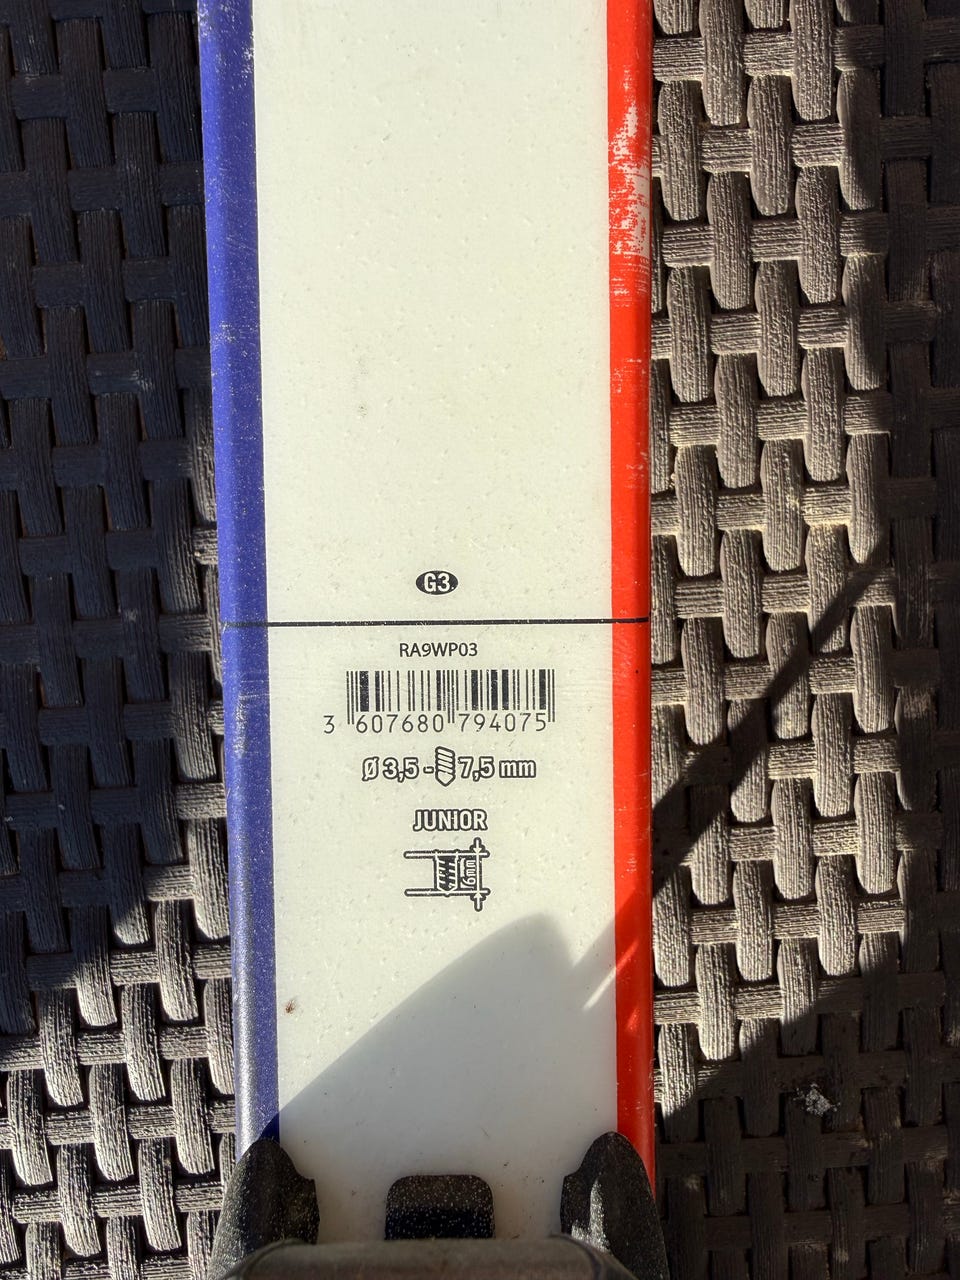 G3
RA9WP03
3 607680 794075
Ø 3,5 - 7,5 mm
JUNIOR
6mm